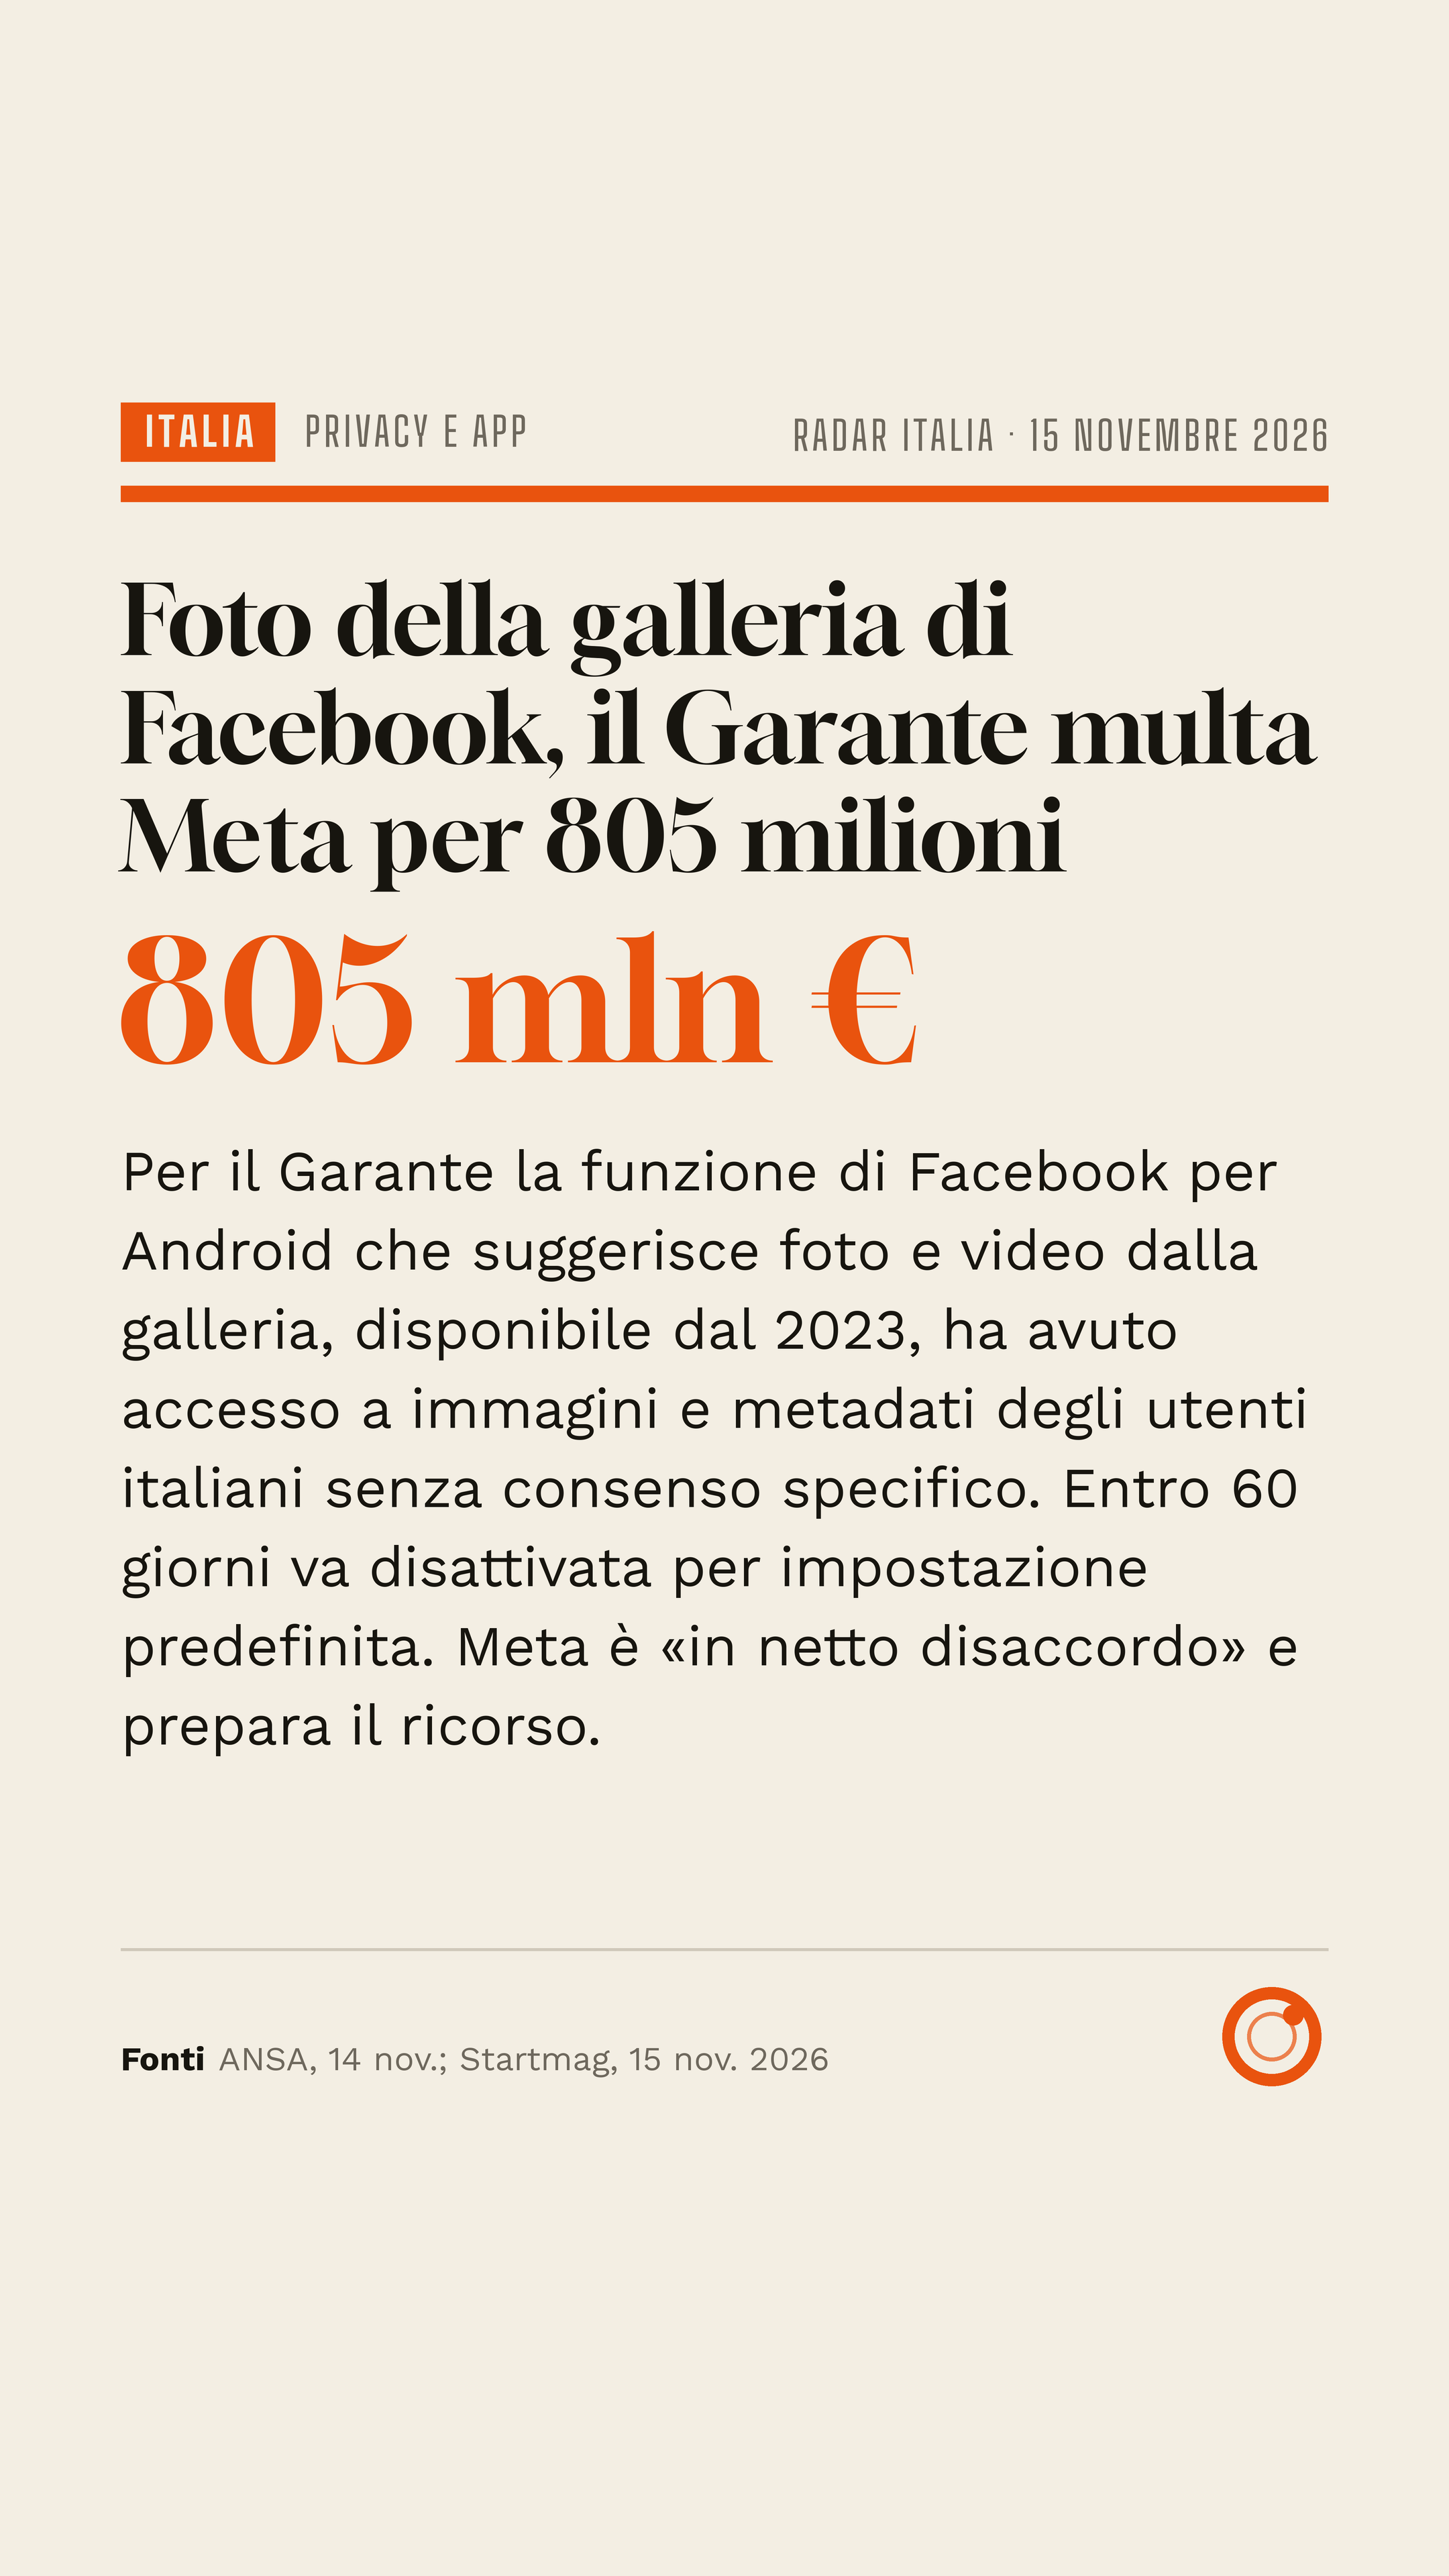 ITALIA PRIVACY E APP
RADAR ITALIA · 15 NOVEMBRE 2026
Foto della galleria di
Facebook, il Garante multa
Meta per 805 milioni
805 mln €
Per il Garante la funzione di Facebook per
Android che suggerisce foto e video dalla
galleria, disponibile dal 2023, ha avuto
accesso a immagini e metadati degli utenti
italiani senza consenso specifico. Entro 60
giorni va disattivata per impostazione
predefinita. Meta è «in netto disaccordo» e
prepara il ricorso.
Fonti ANSA, 14 nov.; Startmag, 15 nov. 2026